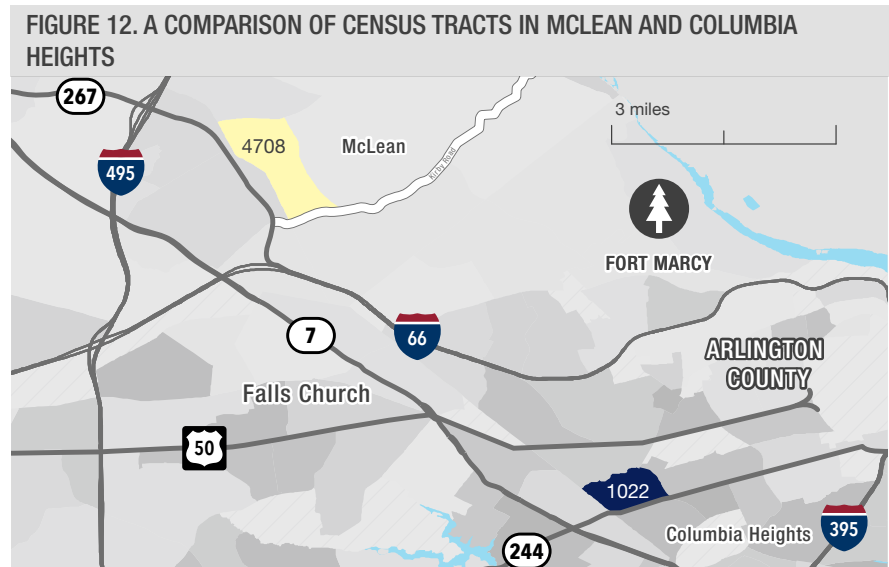 FIGURE 12. A COMPARISON OF CENSUS TRACTS IN MCLEAN AND COLUMBIA
HEIGHTS
267
3 miles
4708
McLean
495
Kirby Road
FORT MARCY
7
66
ARLINGTON
COUNTY
Falls Church
50
1022
Columbia Heights
395
244